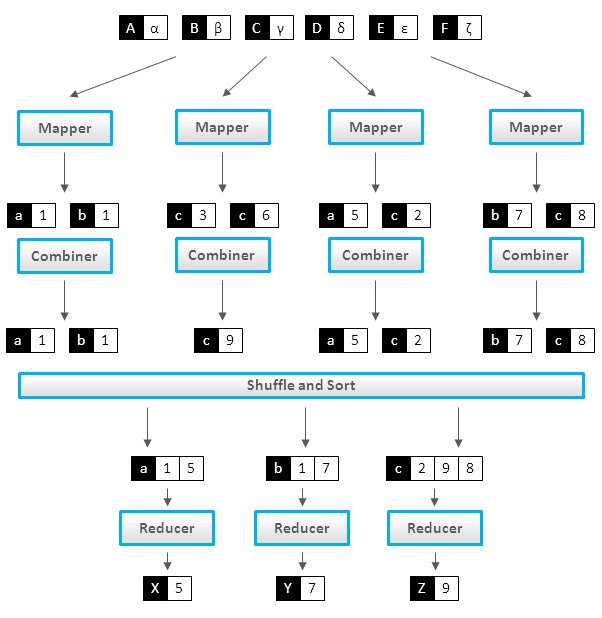 A α B β C γ D δ E ε F ζ
Mapper Mapper Mapper Mapper
a 1 b 1 c 3 c 6 a 5 c 2 b 7 c 8
Combiner Combiner Combiner Combiner
a 1 b 1 c 9 a 5 c 2 b 7 c 8
Shuffle and Sort
a 1 5 b 1 7 c 2 9 8
Reducer Reducer Reducer
X 5 Y 7 Z 9